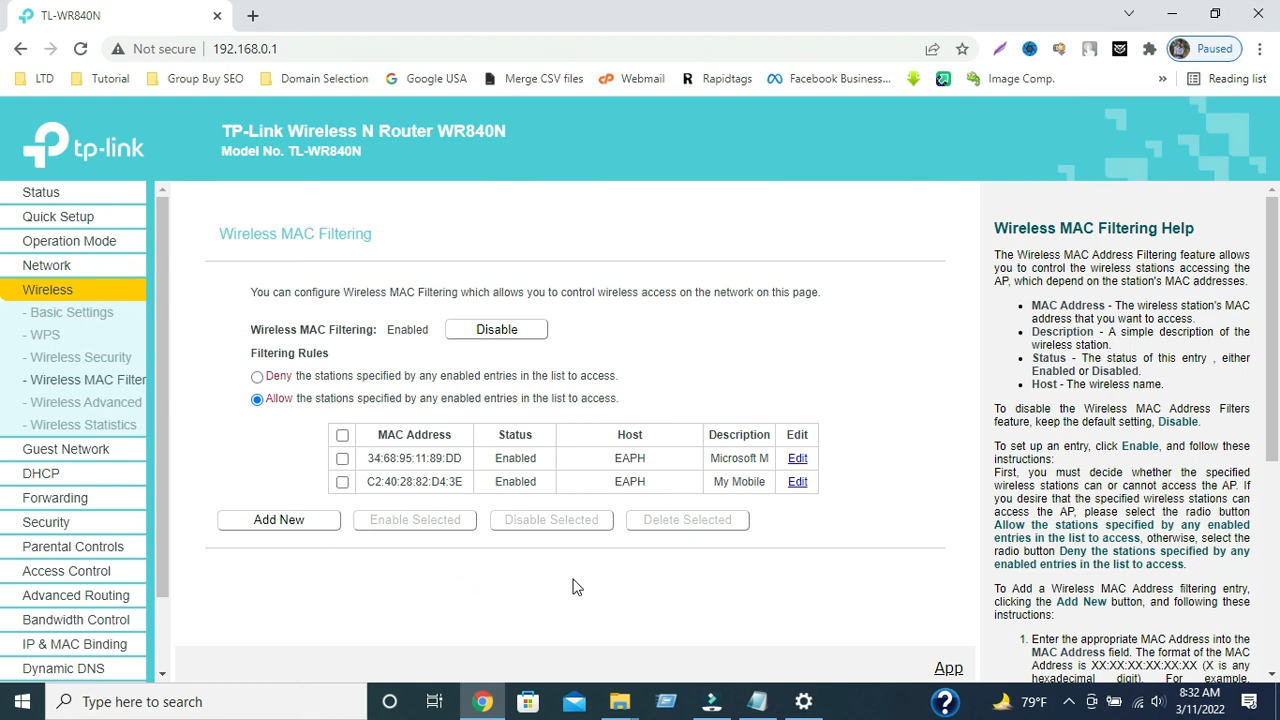 TL-WR840N
Not secure
192.168.0.1
Paused
LTD
Tutorial
Group Buy SEO
Domain Selection
Google USA
Merge CSV files
Webmail
Rapidtags
Facebook Business...
Image Comp.
»
Reading list
tp-link
TP-Link Wireless N Router WR840N
Model No. TL-WR840N
Status
Quick Setup
Operation Mode
Network
Wireless
- Basic Settings
- WPS
- Wireless Security
- Wireless MAC Filter
- Wireless Advanced
- Wireless Statistics
Guest Network
DHCP
Forwarding
Security
Parental Controls
Access Control
Advanced Routing
Bandwidth Control
IP & MAC Binding
Dynamic DNS
Wireless MAC Filtering
You can configure Wireless MAC Filtering which allows you to control wireless access on the network on this page.
Wireless MAC Filtering: Enabled Disable
Filtering Rules
Deny the stations specified by any enabled entries in the list to access.
Allow the stations specified by any enabled entries in the list to access.
MAC Address Status Host Description Edit
34:68:95:11:89:DD Enabled EAPH Microsoft M Edit
C2:40:28:82:D4:3E Enabled EAPH My Mobile Edit
Add New Enable Selected Disable Selected Delete Selected
App
Wireless MAC Filtering Help
The Wireless MAC Address Filtering feature allows
you to control the wireless stations accessing the
AP, which depend on the station's MAC addresses.
• MAC Address - The wireless station's MAC
address that you want to access.
• Description - A simple description of the
wireless station.
• Status - The status of this entry , either
Enabled or Disabled.
• Host - The wireless name.
To disable the Wireless MAC Address Filters
feature, keep the default setting, Disable.
To set up an entry, click Enable, and follow these
instructions:
First, you must decide whether the specified
wireless stations can or cannot access the AP. If
you desire that the specified wireless stations can
access the AP, please select the radio button
Allow the stations specified by any enabled
entries in the list to access, otherwise, select the
radio button Deny the stations specified by any
enabled entries in the list to access.
To Add a Wireless MAC Address filtering entry,
clicking the Add New button, and following these
instructions:
1. Enter the appropriate MAC Address into the
MAC Address field. The format of the MAC
Address is XX:XX:XX:XX:XX:XX (X is any
hexadecimal digit). For example,
Type here to search
?
79°F
8:32 AM
3/11/2022